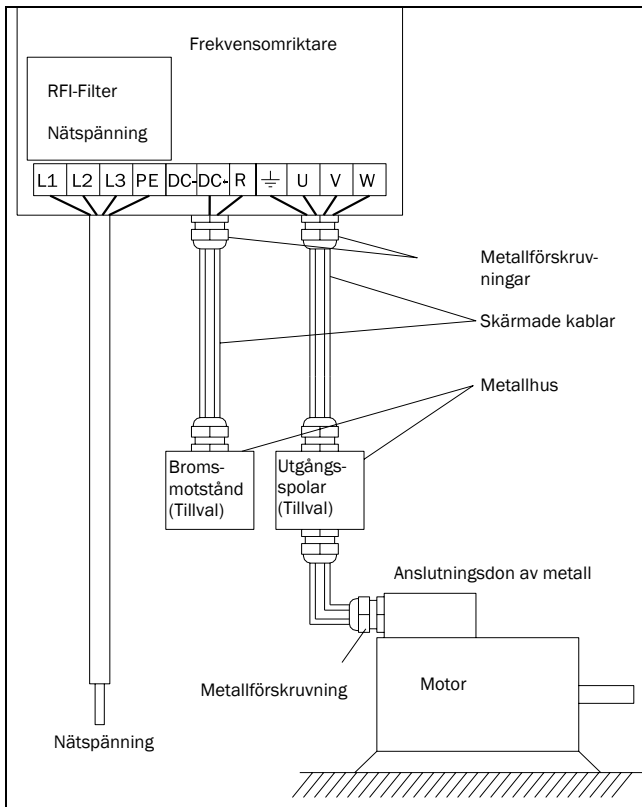 Frekvensomriktare
RFI-Filter
Nätspänning
L1 L2 L3 PE DC- DC+ R U V W
Metallförskruv-
ningar
Skärmade kablar
Metallhus
Broms-
motstånd
(Tillval)
Utgångs-
spolar
(Tillval)
Anslutningsdon av metall
Metallförskruvning
Motor
Nätspänning